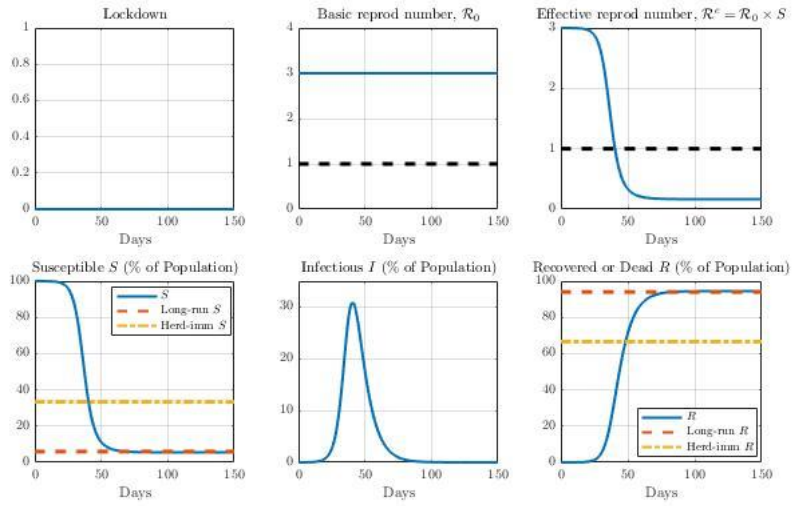 Lockdown
1
0.8
0.6
0.4
0.2
0
0 50 100 150
Days
Basic reprod number, R₀
4
3
2
1
0
0 50 100 150
Days
Effective reprod number, Rᵉ = R₀ × S
3
2
1
0
0 50 100 150
Days
Susceptible S (% of Population)
100
80
60
40
20
0
S
Long-run S
Herd-imm S
0 50 100 150
Days
Infectious I (% of Population)
30
20
10
0
0 50 100 150
Days
Recovered or Dead R (% of Population)
100
80
60
40
20
0
R
Long-run R
Herd-imm R
0 50 100 150
Days